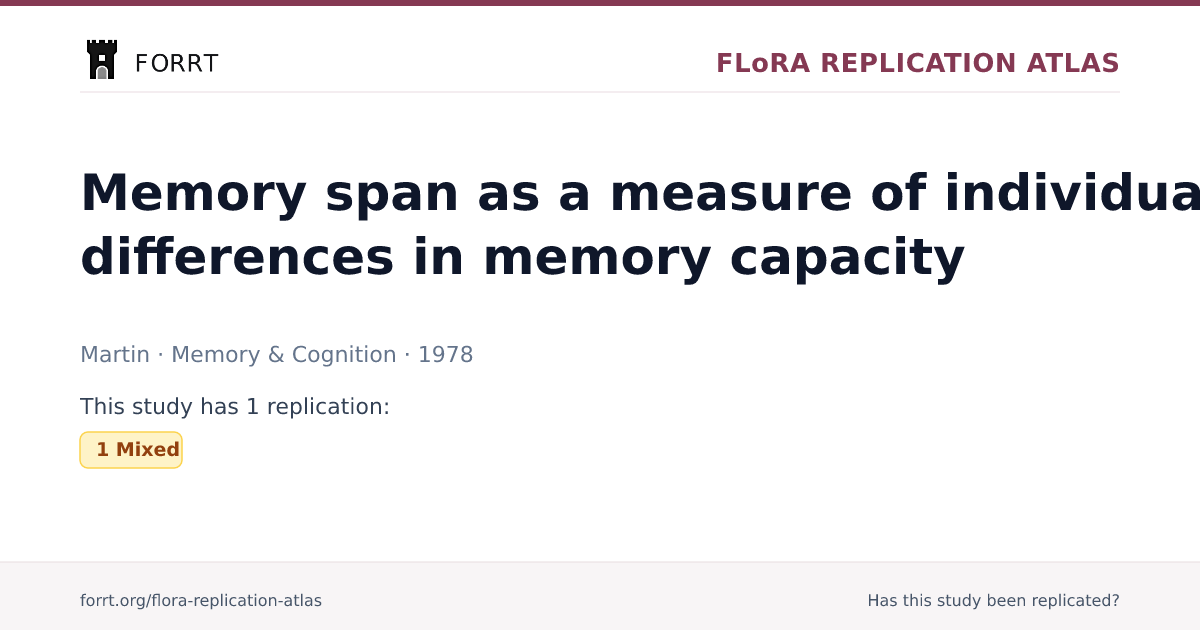 FORRT
FLoRA REPLICATION ATLAS
Memory span as a measure of individua
differences in memory capacity
Martin · Memory & Cognition · 1978
This study has 1 replication:
1 Mixed
forrt.org/flora-replication-atlas
Has this study been replicated?